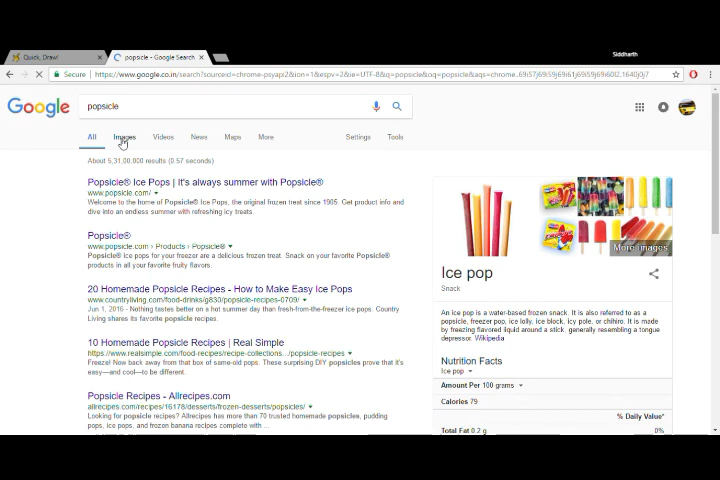 Siddharth
Quick, Draw!
popsicle - Google Search
Secure
https://www.google.co.in/search?sourceid=chrome-psyapi2&ion=1&espv=2&ie=UTF-8&q=popsicle&oq=popsicle&aqs=chrome..69i57j69i59j69i61j69i59j69i60l2.1640j0j7
Google
popsicle
All
Images
Videos
News
Maps
More
Settings
Tools
About 5,31,00,000 results (0.57 seconds)
Popsicle® Ice Pops | It's always summer with Popsicle®
www.popsicle.com/
Welcome to the home of Popsicle® Ice Pops, the original frozen treat since 1905. Get product info and
dive into an endless summer with refreshing icy treats.
Popsicle®
www.popsicle.com › Products › Popsicle®
Popsicle® ice pops for your freezer are a delicious frozen treat. Snack on your favorite Popsicle®
products in all your favorite fruity flavors.
20 Homemade Popsicle Recipes - How to Make Easy Ice Pops
www.countryliving.com/food-drinks/g830/popsicle-recipes-0709/
Jun 1, 2016 - Nothing tastes better on a hot summer day than fresh-from-the-freezer ice pops. Country
Living shares its favorite popsicle recipes.
10 Homemade Popsicle Recipes | Real Simple
https://www.realsimple.com/food-recipes/recipe-collections.../popsicle-recipes
Freeze! Now back away from that box of same-old pops. These surprising DIY popsicles prove that it's
easy—and cool—to be different.
Popsicle Recipes - Allrecipes.com
allrecipes.com/recipes/16178/desserts/frozen-desserts/popsicles/
Looking for popsicle recipes? Allrecipes has more than 70 trusted homemade popsicles, pudding
pops, ice pops, and frozen banana recipes complete with ...
More images
Ice pop
Snack
An ice pop is a water-based frozen snack. It is also referred to as a
popsicle, freezer pop, ice lolly, ice block, icy pole, or chihiro. It is made
by freezing flavored liquid around a stick, generally resembling a tongue
depressor. Wikipedia
Nutrition Facts
Ice pop
Amount Per 100 grams
Calories 79
% Daily Value*
Total Fat 0.2 g
0%